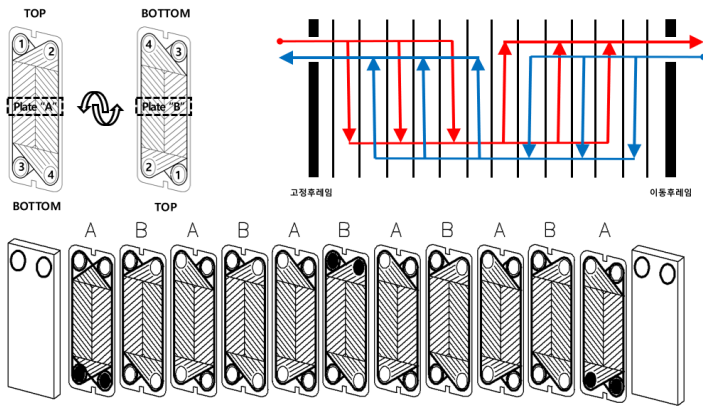 TOP
BOTTOM
1
2
Plate "A"
3
4
4
3
Plate "B"
2
1
BOTTOM
TOP
고정후레임
이동후레임
A B A B A B A B A B A